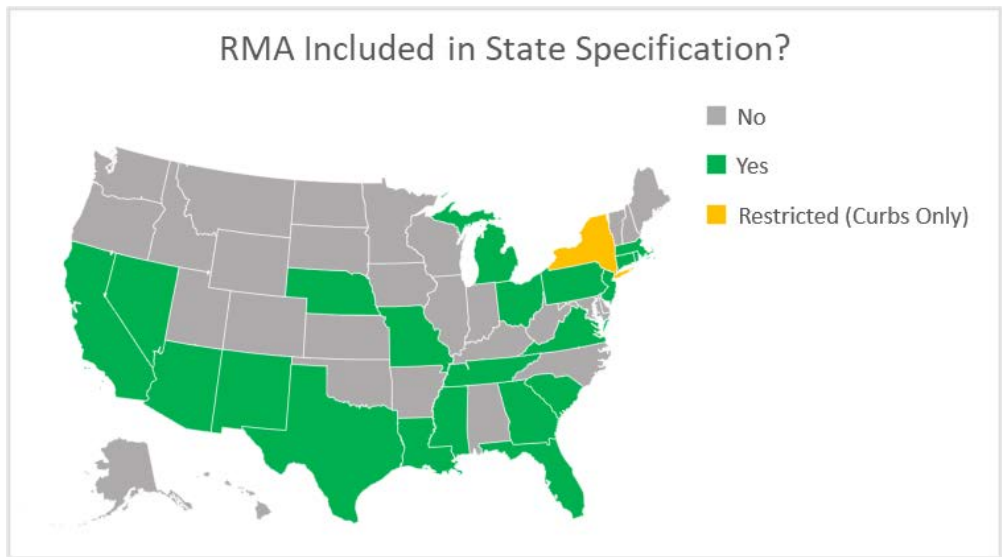 RMA Included in State Specification?
No
Yes
Restricted (Curbs Only)